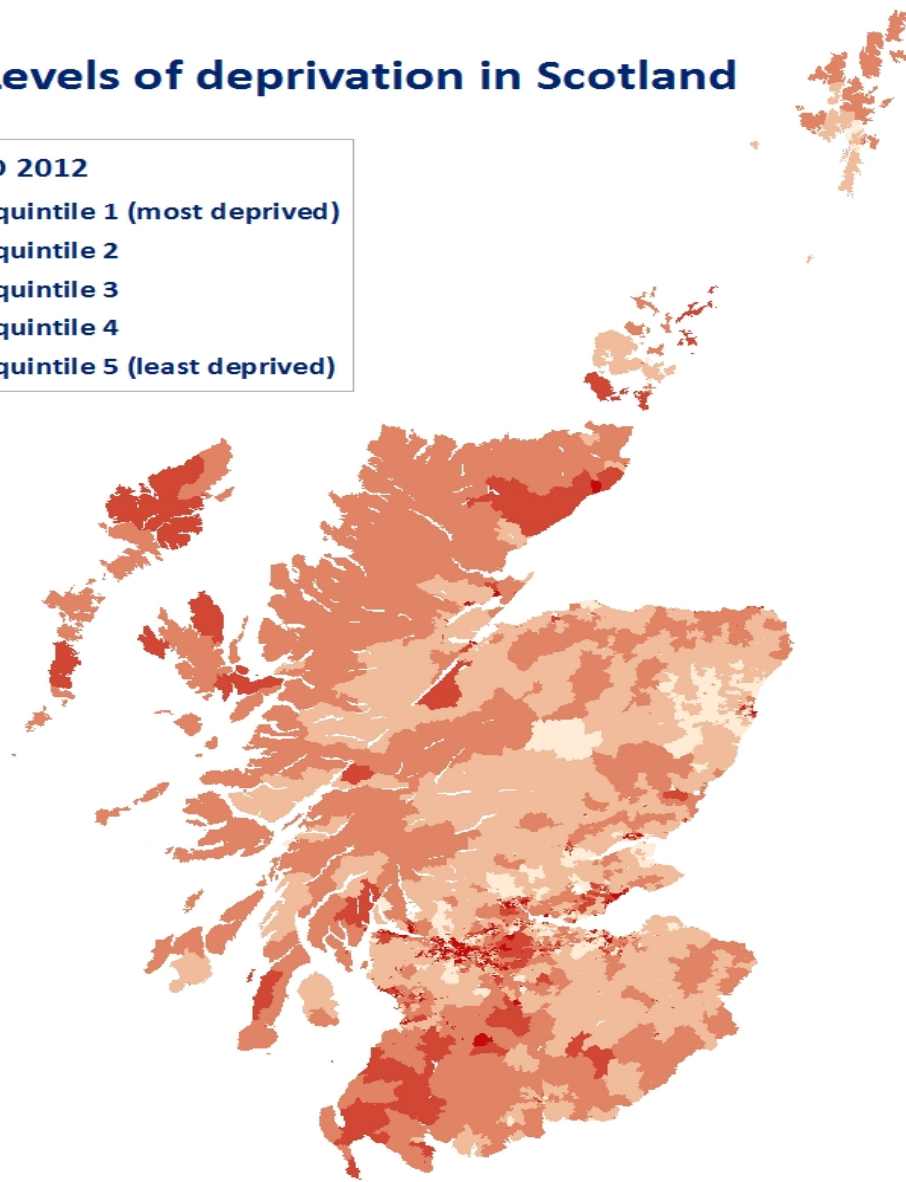 evels of deprivation in Scotland
2012
quintile 1 (most deprived)
quintile 2
quintile 3
quintile 4
quintile 5 (least deprived)